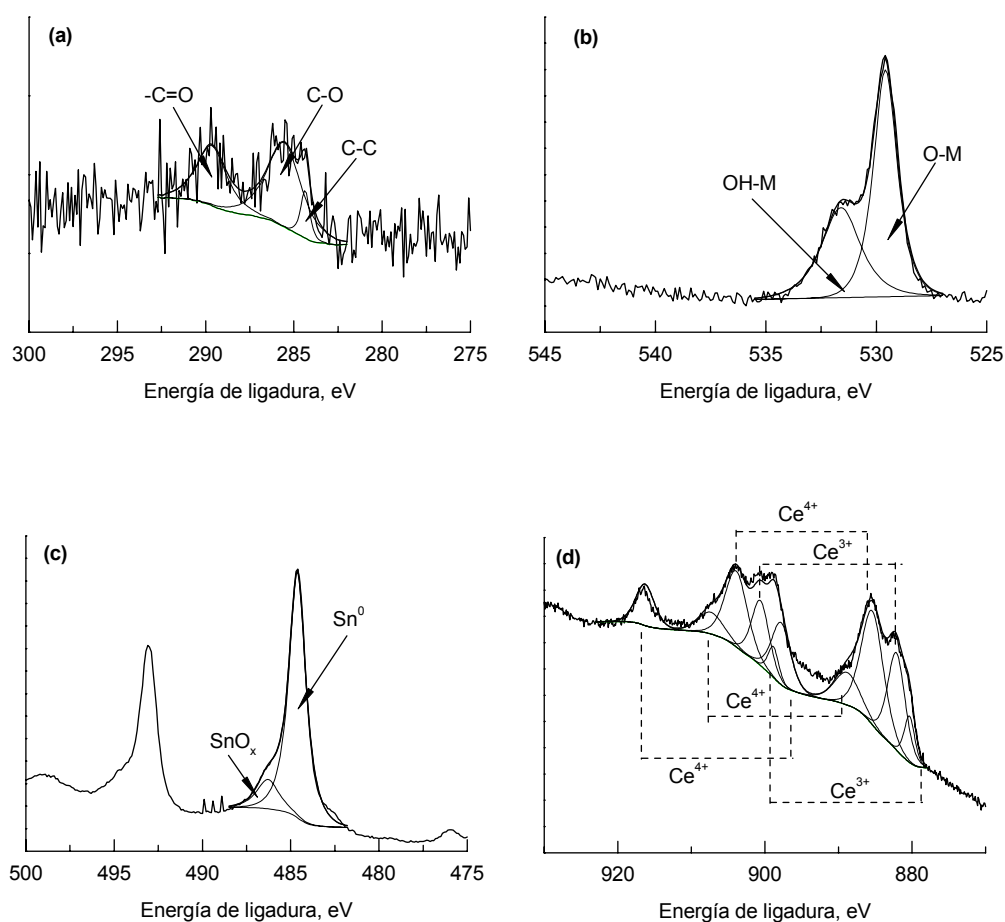 (a)
-C=O
C-O
C-C
300 295 290 285 280 275
Energía de ligadura, eV
(b)
OH-M
O-M
545 540 535 530 525
Energía de ligadura, eV
(c)
Sn⁰
SnOₓ
500 495 490 485 480 475
Energía de ligadura, eV
(d)
Ce⁴⁺
Ce³⁺
Ce⁴⁺
Ce⁴⁺
Ce³⁺
920 900 880
Energía de ligadura, eV